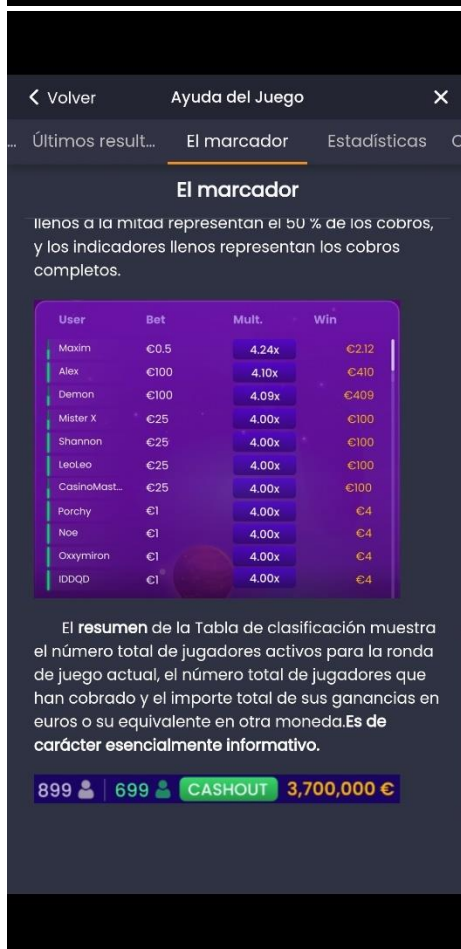 Volver Ayuda del Juego ×
... Últimos result... El marcador Estadísticas
El marcador
llenos a la mitad representan el 50 % de los cobros,
y los indicadores llenos representan los cobros
completos.
User Bet Mult. Win
Maxim €0.5 4.24x €2.12
Alex €100 4.10x €410
Demon €100 4.09x €409
Mister X €25 4.00x €100
Shannon €25 4.00x €100
LeoLeo €25 4.00x €100
CasinoMast... €25 4.00x €100
Porchy €1 4.00x €4
Noe €1 4.00x €4
Oxxymiron €1 4.00x €4
IDDQD €1 4.00x €4
El resumen de la Tabla de clasificación muestra
el número total de jugadores activos para la ronda
de juego actual, el número total de jugadores que
han cobrado y el importe total de sus ganancias en
euros o su equivalente en otra moneda.Es de
carácter esencialmente informativo.
899 699 CASHOUT 3,700,000 €